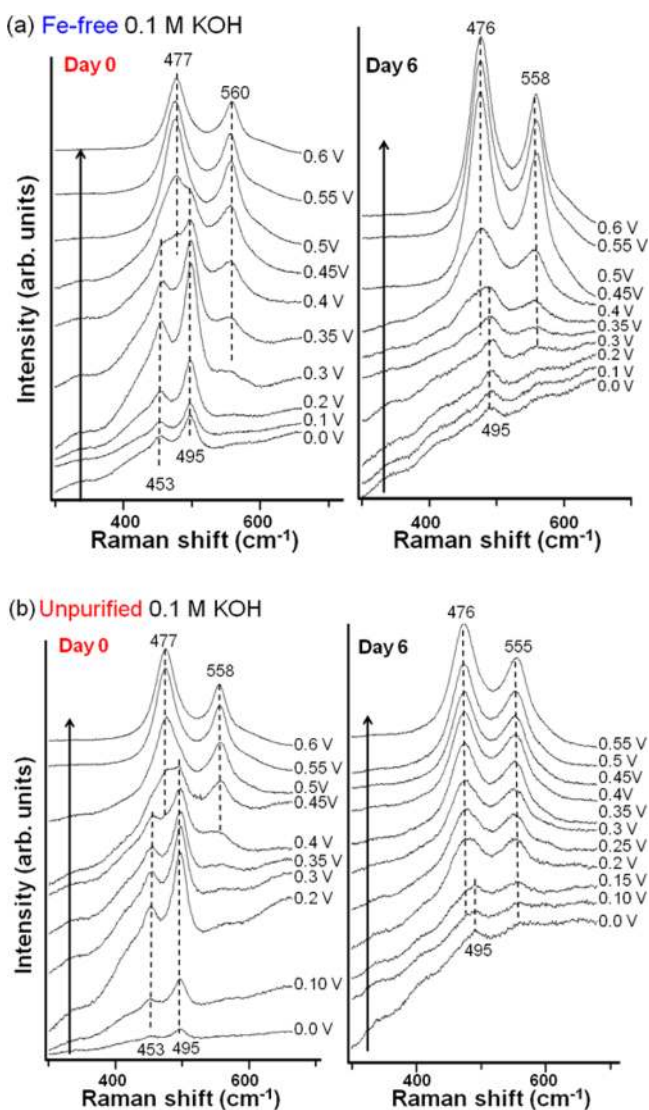 (a) Fe-free 0.1 M KOH
Day 0
477
560
0.6 V
0.55 V
0.5V
0.45V
0.4 V
0.35 V
0.3 V
0.2 V
0.1 V
0.0 V
453
495
400
600
Raman shift (cm-1)
Intensity (arb. units)
Day 6
476
558
0.6 V
0.55 V
0.5V
0.45V
0.4 V
0.35 V
0.3 V
0.2 V
0.1 V
0.0 V
495
400
600
Raman shift (cm-1)
(b) Unpurified 0.1 M KOH
Day 0
477
558
0.6 V
0.55 V
0.5V
0.45V
0.4 V
0.35 V
0.3 V
0.2 V
0.10 V
0.0 V
453
495
400
600
Raman shift (cm-1)
Intensity (arb. units)
Day 6
476
555
0.55 V
0.5 V
0.45V
0.4V
0.35V
0.3 V
0.25 V
0.2 V
0.15 V
0.10 V
0.0 V
495
400
600
Raman shift (cm-1)